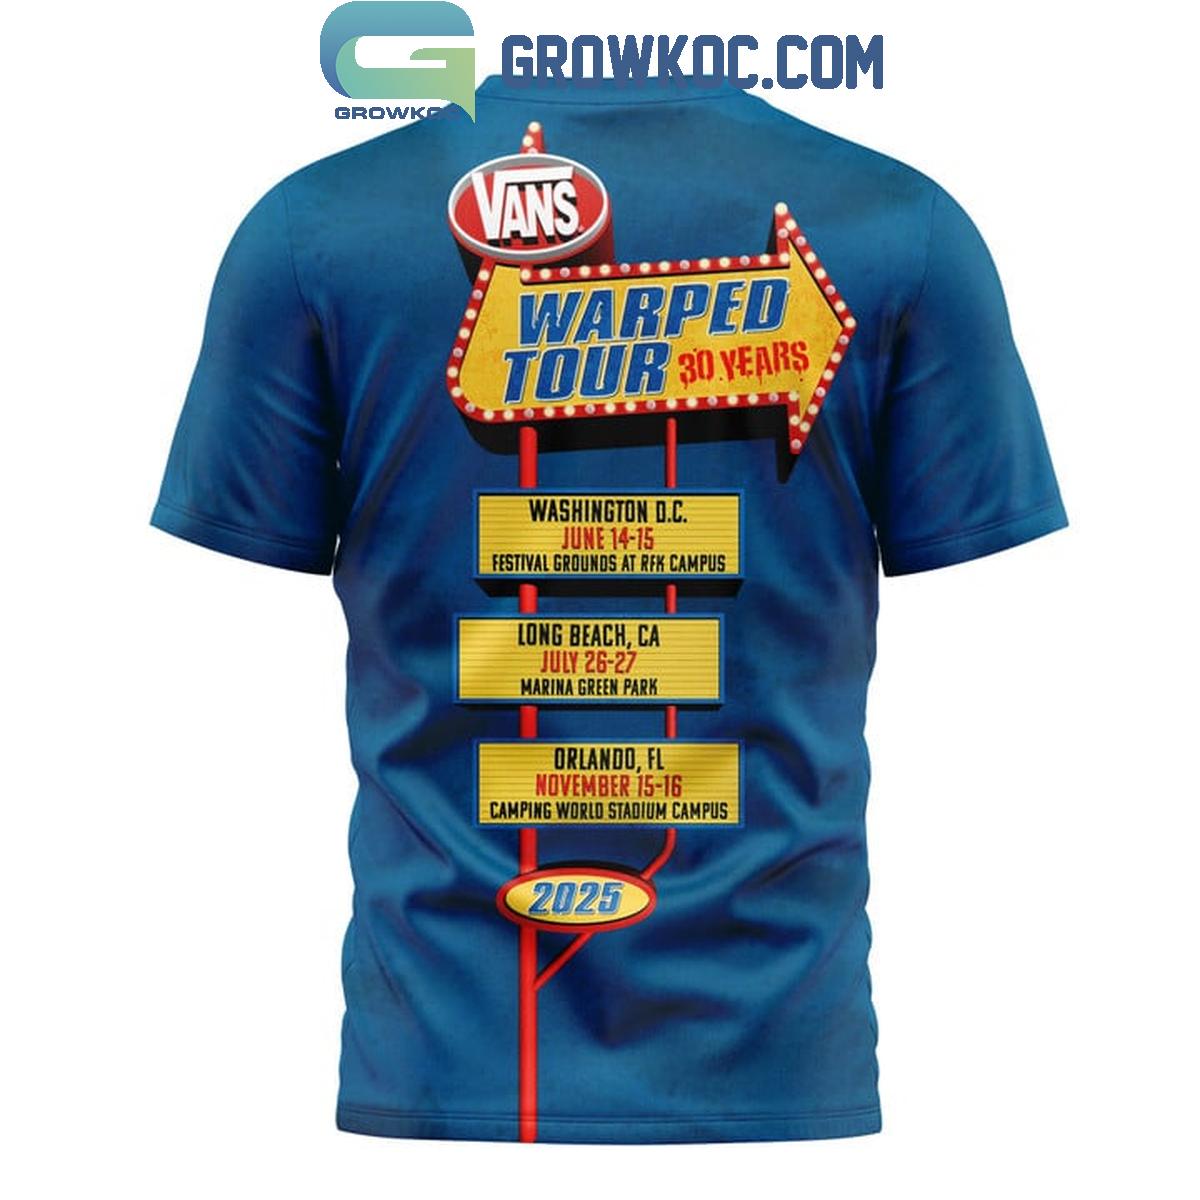 GROWKOC.COM
GROWKOC
VANS
WARPED
TOUR 30 YEARS
WASHINGTON D.C.
JUNE 14-15
FESTIVAL GROUNDS AT RFK CAMPUS
LONG BEACH, CA
JULY 26-27
MARINA GREEN PARK
ORLANDO, FL
NOVEMBER 15-16
CAMPING WORLD STADIUM CAMPUS
2025